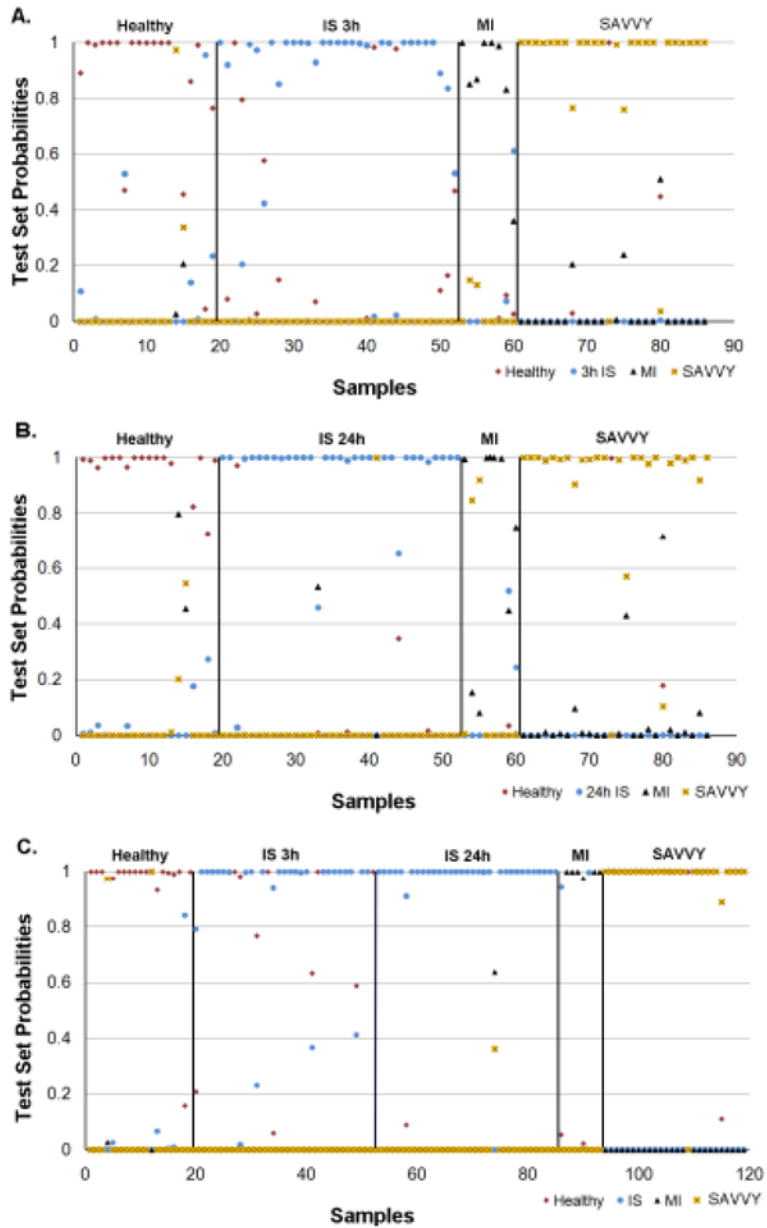 A.
Healthy IS 3h MI SAVVY
Test Set Probabilities
1
0.8
0.6
0.4
0.2
0
0 10 20 30 40 50 60 70 80 90
Samples
Healthy 3h IS MI SAVVY
B.
Healthy IS 24h MI SAVVY
Test Set Probabilities
1
0.8
0.6
0.4
0.2
0
0 10 20 30 40 50 60 70 80 90
Samples
Healthy 24h IS MI SAVVY
C.
Healthy IS 3h IS 24h MI SAVVY
Test Set Probabilities
1
0.8
0.6
0.4
0.2
0
0 20 40 60 80 100 120
Samples
Healthy IS MI SAVVY